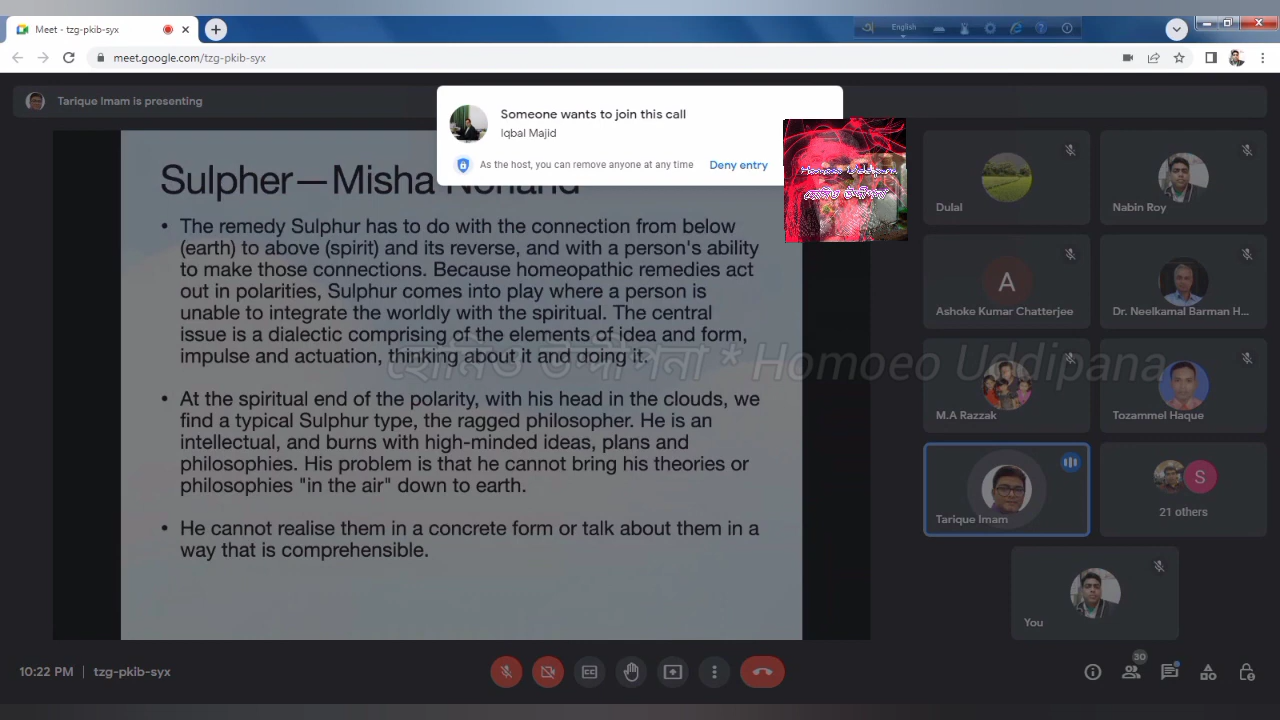 Meet - tzg-pkib-syx
English
meet.google.com/tzg-pkib-syx
Tarique Imam is presenting
Someone wants to join this call
Iqbal Majid
As the host, you can remove anyone at any time
Deny entry
Sulpher—Misha
• The remedy Sulphur has to do with the connection from below
(earth) to above (spirit) and its reverse, and with a person's ability
to make those connections. Because homeopathic remedies act
out in polarities, Sulphur comes into play where a person is
unable to integrate the worldly with the spiritual. The central
issue is a dialectic comprising of the elements of idea and form,
impulse and actuation, thinking about it and doing it.
হোমিও উদ্দীপনা * Homoeo Uddipana
• At the spiritual end of the polarity, with his head in the clouds, we
find a typical Sulphur type, the ragged philosopher. He is an
intellectual, and burns with high-minded ideas, plans and
philosophies. His problem is that he cannot bring his theories or
philosophies "in the air" down to earth.
• He cannot realise them in a concrete form or talk about them in a
way that is comprehensible.
Homoeo Uddipana
হোমিও উদ্দীপনা
Dulal
Nabin Roy
A
Ashoke Kumar Chatterjee
Dr. Neelkamal Barman H...
M.A Razzak
Tozammel Haque
Tarique Imam
S
21 others
You
10:22 PM | tzg-pkib-syx
30